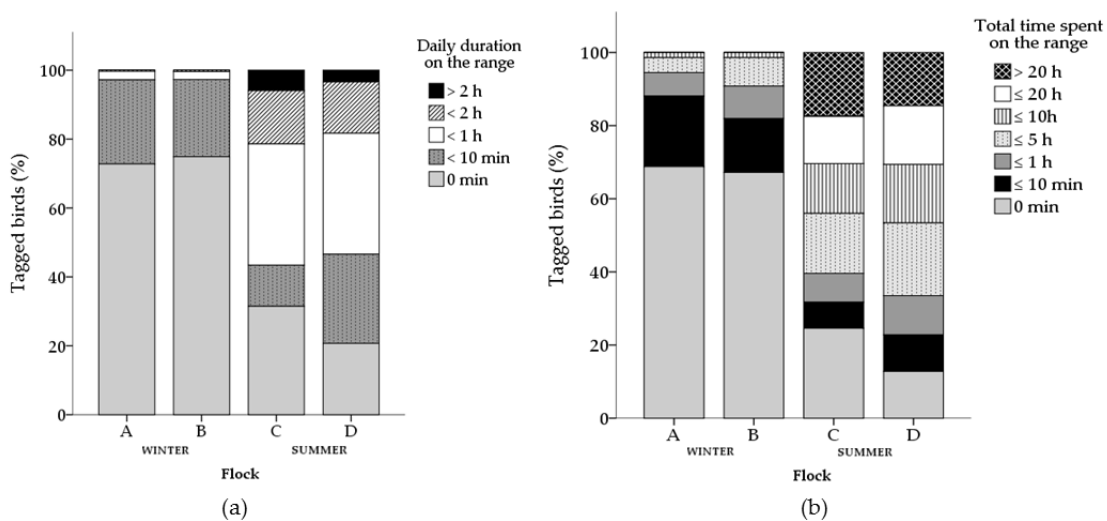 Daily duration
on the range
> 2 h
< 2 h
< 1 h
< 10 min
0 min
Tagged birds (%)
100
80
60
40
20
0
A B C D
WINTER SUMMER
Flock
(a)
Total time spent
on the range
> 20 h
≤ 20 h
≤ 10h
≤ 5 h
≤ 1 h
≤ 10 min
0 min
Tagged birds (%)
100
80
60
40
20
0
A B C D
WINTER SUMMER
Flock
(b)